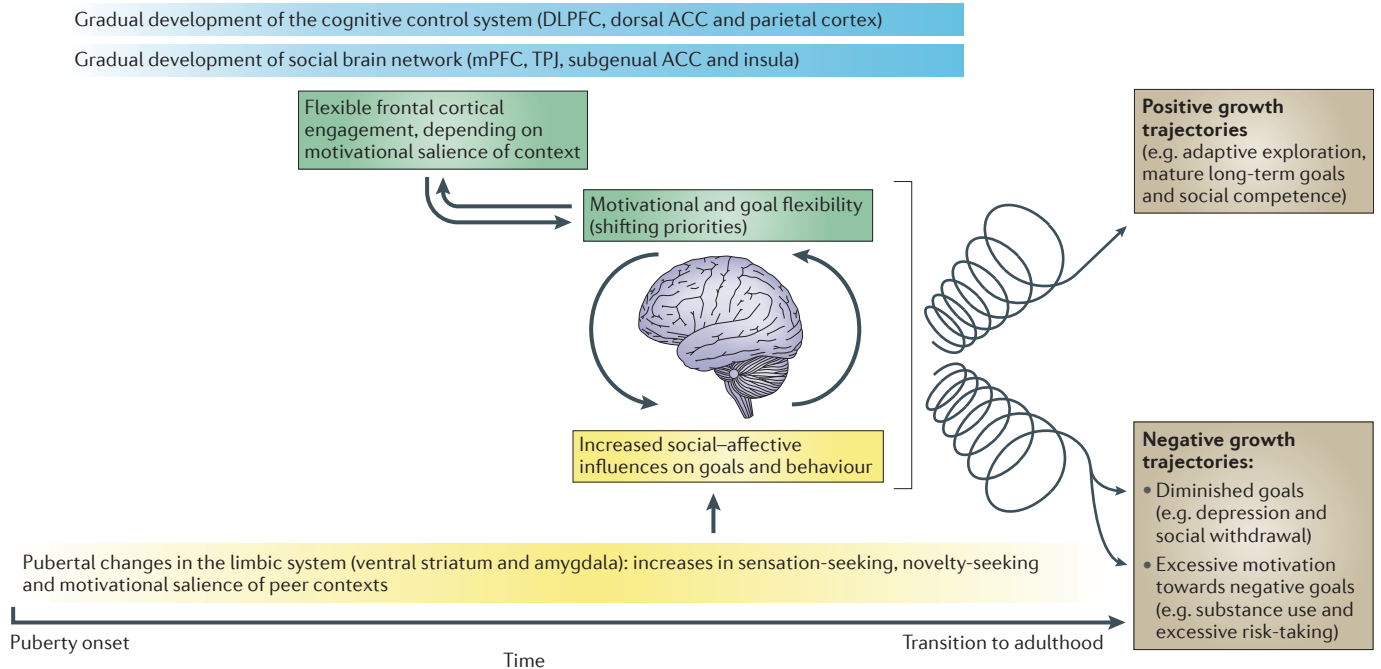 Gradual development of the cognitive control system (DLPFC, dorsal ACC and parietal cortex)
Gradual development of social brain network (mPFC, TPJ, subgenual ACC and insula)
Flexible frontal cortical
engagement, depending on
motivational salience of context
Motivational and goal flexibility
(shifting priorities)
Increased social–affective
influences on goals and behaviour
Positive growth
trajectories
(e.g. adaptive exploration,
mature long-term goals
and social competence)
Negative growth
trajectories:
• Diminished goals
(e.g. depression and
social withdrawal)
• Excessive motivation
towards negative goals
(e.g. substance use and
excessive risk-taking)
Pubertal changes in the limbic system (ventral striatum and amygdala): increases in sensation-seeking, novelty-seeking
and motivational salience of peer contexts
Puberty onset
Time
Transition to adulthood